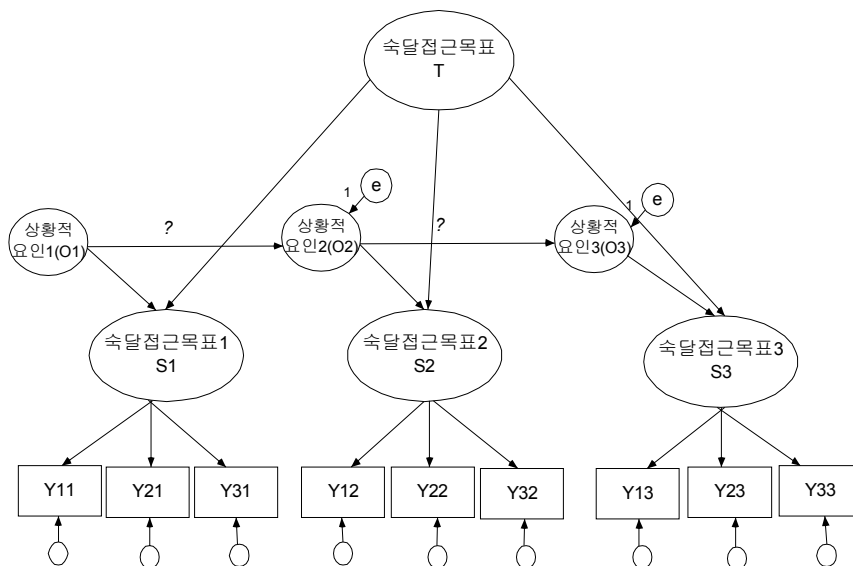 숙달접근목표
T
1
e
1
e
상황적
요인1(O1)
?
상황적
요인2(O2)
?
상황적
요인3(O3)
숙달접근목표1
S1
숙달접근목표2
S2
숙달접근목표3
S3
Y11
Y21
Y31
Y12
Y22
Y32
Y13
Y23
Y33